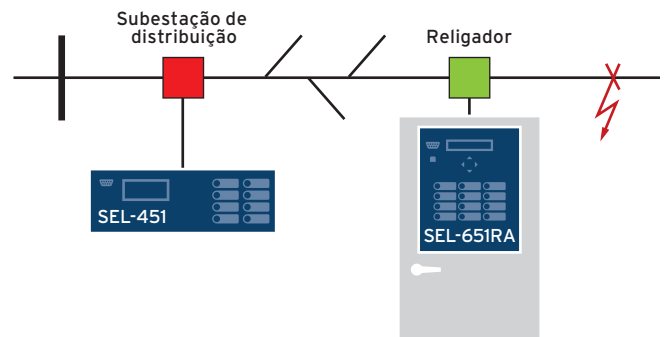 Subestação de
distribuição
Religador
SEL-451
SEL-651RA